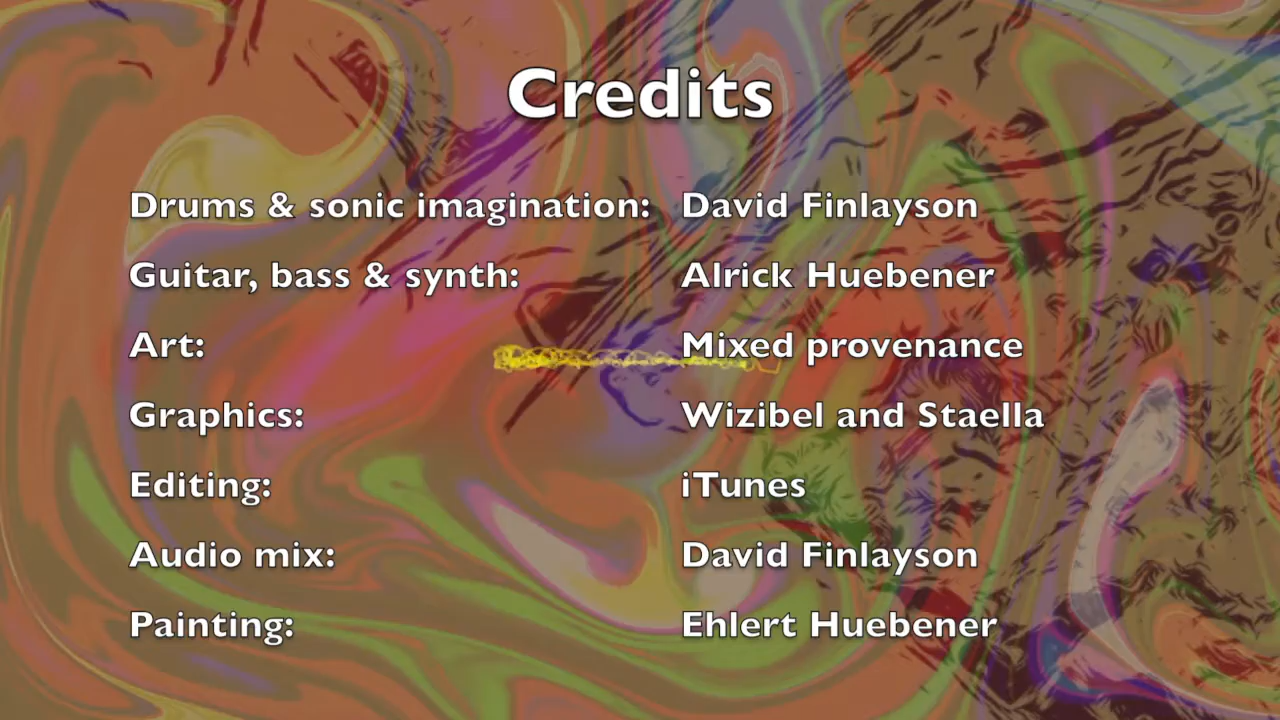 Credits
Drums & sonic imagination: David Finlayson
Guitar, bass & synth: Alrick Huebener
Art: Mixed provenance
Graphics: Wizibel and Staella
Editing: iTunes
Audio mix: David Finlayson
Painting: Ehlert Huebener